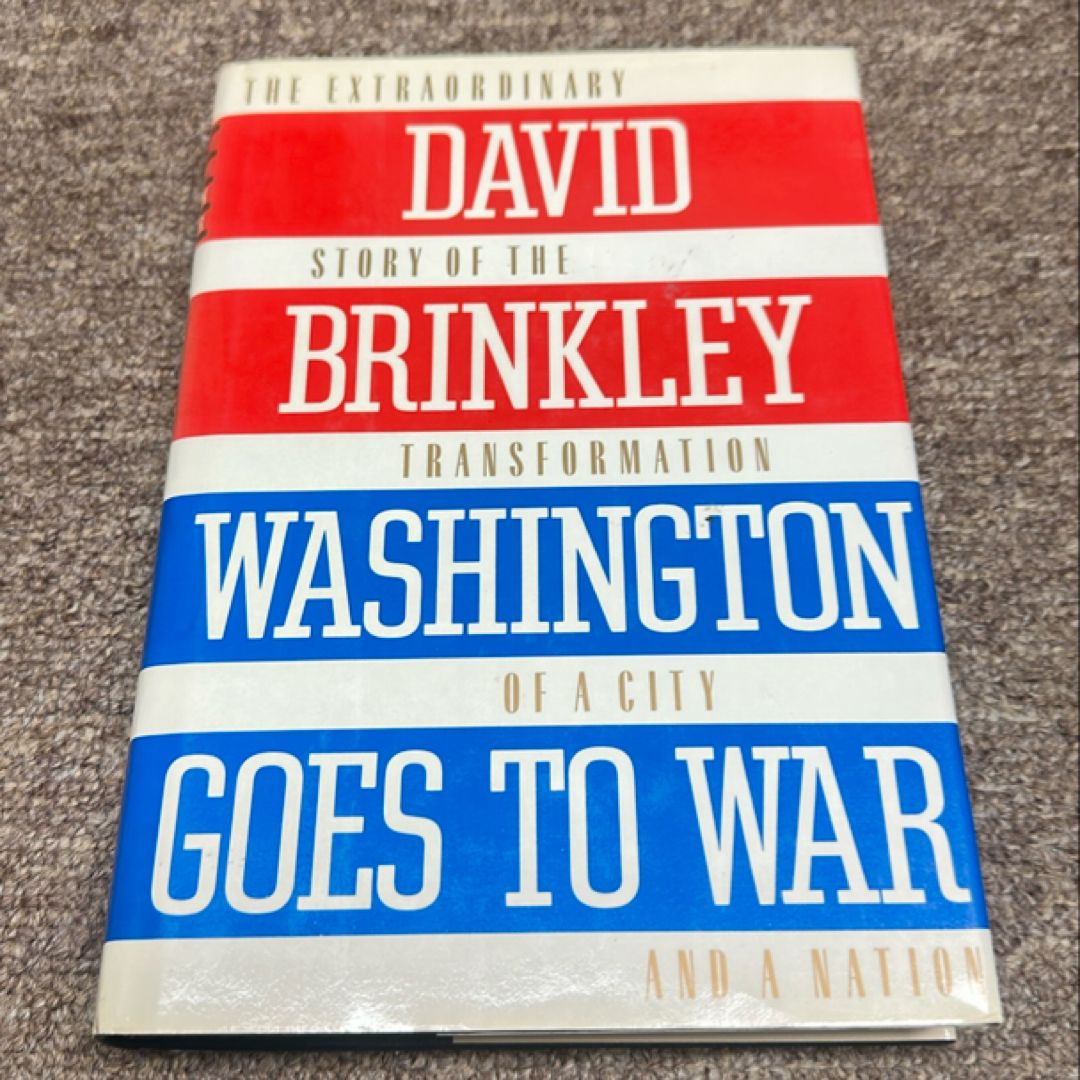 THE EXTRAORDINARY
DAVID
STORY OF THE
BRINKLEY
TRANSFORMATION
WASHINGTON
OF A CITY
GOES TO WAR
AND A NATION